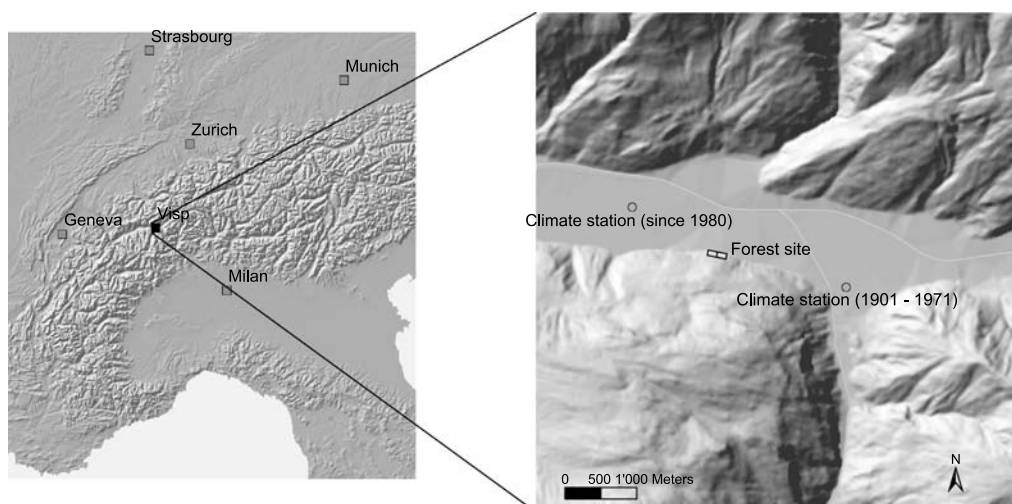 Strasbourg
Munich
Zurich
Visp
Geneva
Milan
Climate station (since 1980)
Forest site
Climate station (1901 - 1971)
N
0 500 1'000 Meters